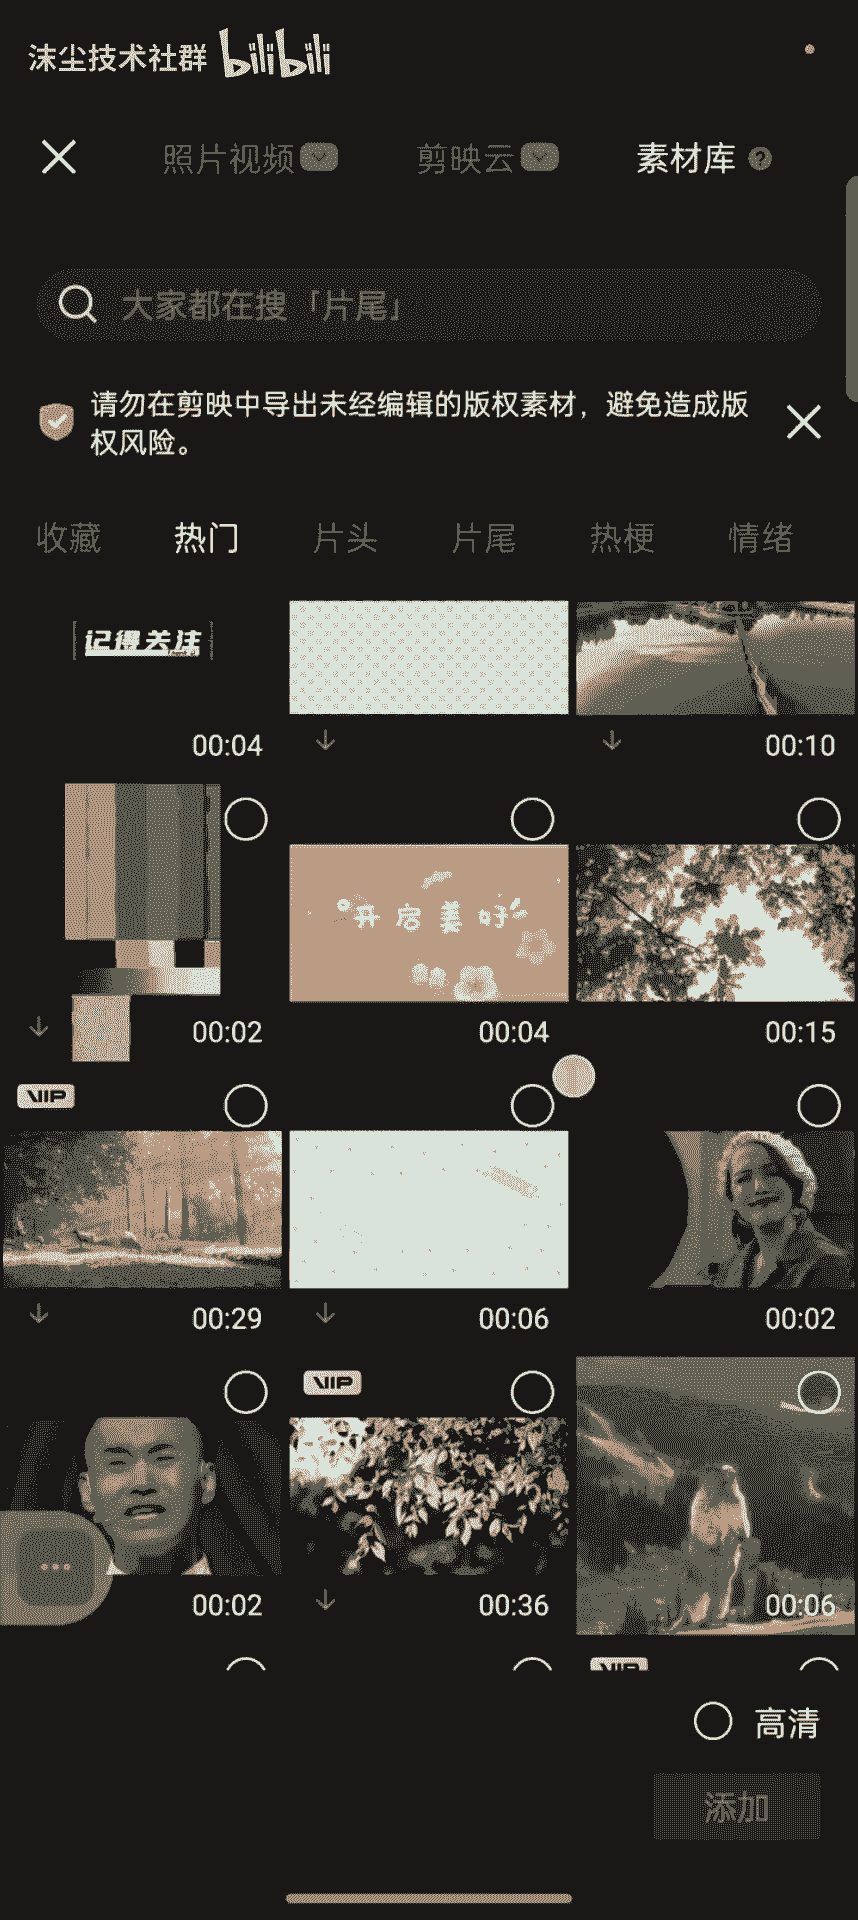 沫尘技术社群 bilibili
照片视频 剪映云 素材库 ?
大家都在搜「片尾」
请勿在剪映中导出未经编辑的版权素材，避免造成版
权风险。
收藏 热门 片头 片尾 热梗 情绪
记得关注
00:04 00:10
开启美好
00:02 00:04 00:15
VIP
00:29 00:06 00:02
VIP
00:02 00:36 00:06
VIP
高清
添加